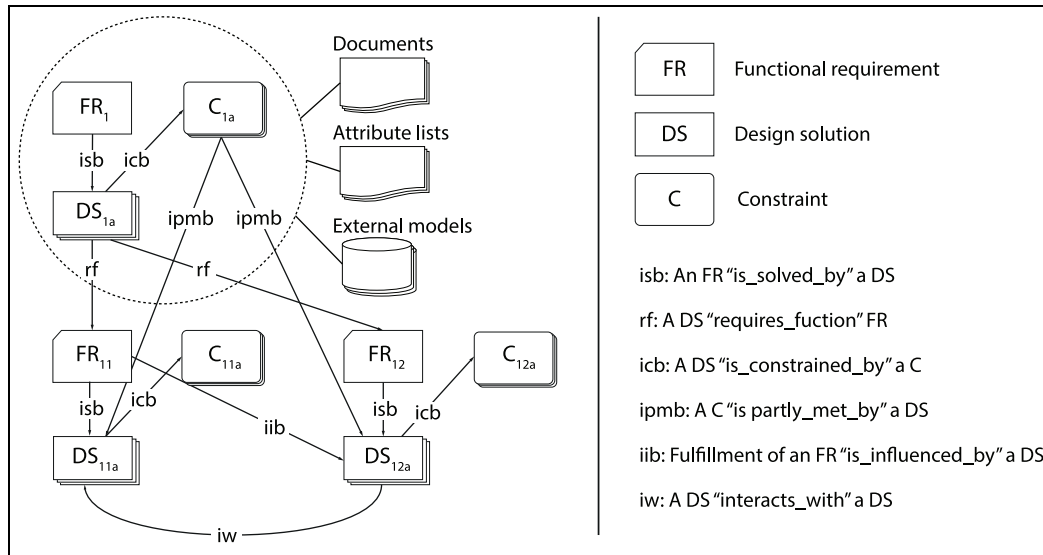 Documents
FR1
C1a
isb
icb
Attribute lists
DS1a
ipmb
ipmb
External models
rf
rf
FR11
C11a
FR12
C12a
isb
icb
isb
icb
iib
DS11a
DS12a
iw
FR Functional requirement
DS Design solution
C Constraint
isb: An FR “is_solved_by” a DS
rf: A DS “requires_fuction” FR
icb: A DS “is_constrained_by” a C
ipmb: A C “is partly_met_by” a DS
iib: Fulfillment of an FR “is_influenced_by” a DS
iw: A DS “interacts_with” a DS